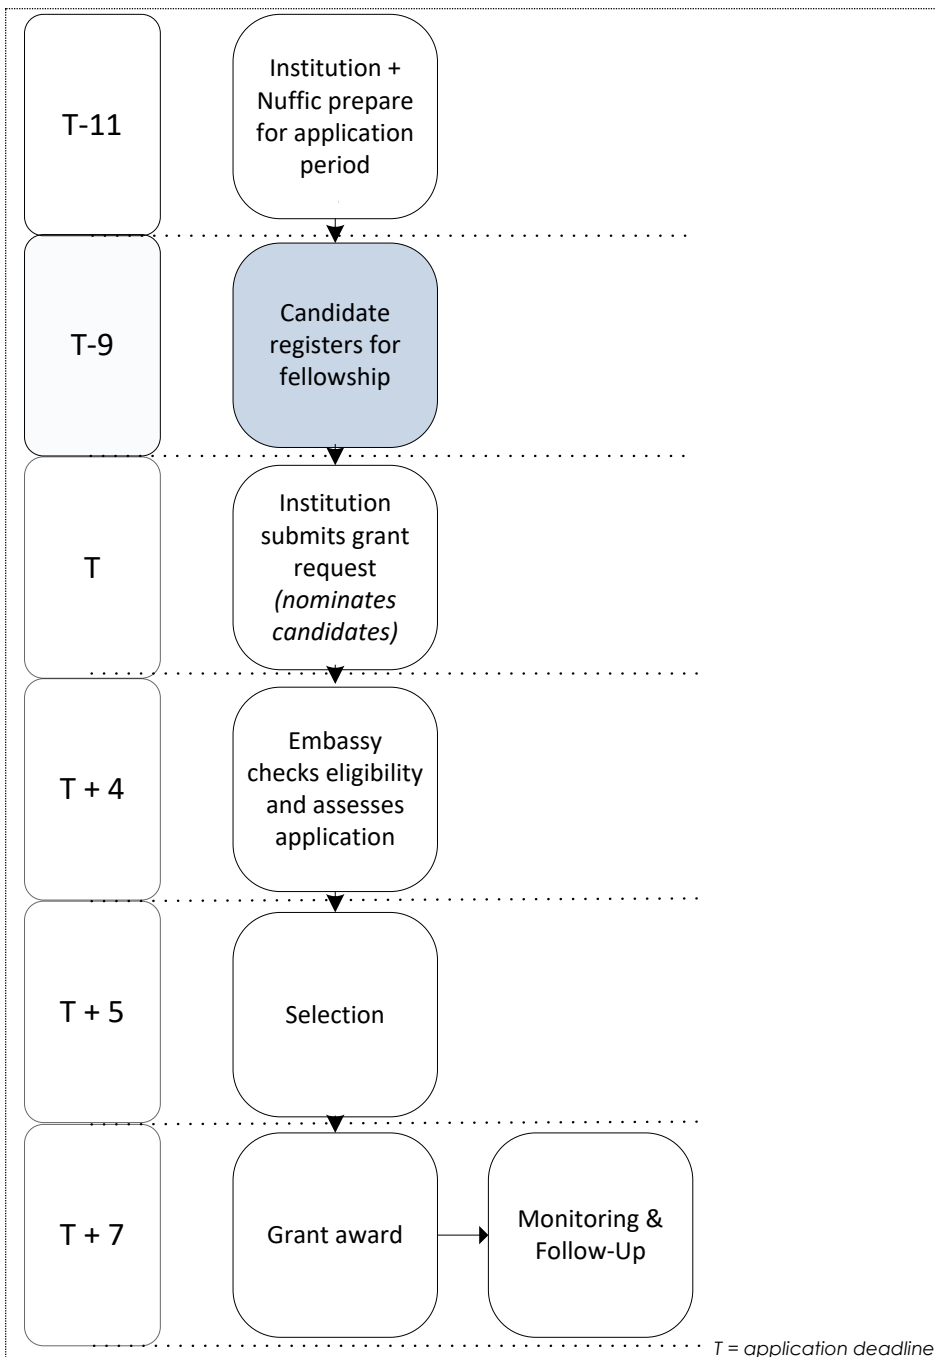 T-11
Institution +
Nuffic prepare
for application
period
T-9
Candidate
registers for
fellowship
T
Institution
submits grant
request
(nominates
candidates)
T + 4
Embassy
checks eligibility
and assesses
application
T + 5
Selection
T + 7
Grant award
Monitoring &
Follow-Up
T = application deadline